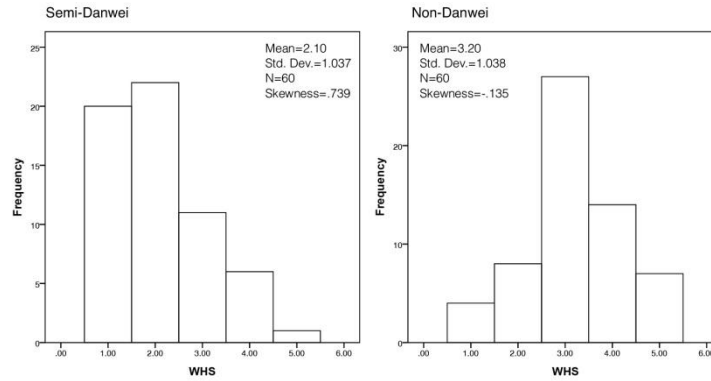 Semi-Danwei
Mean=2.10
Std. Dev.=1.037
N=60
Skewness=.739
25
20
15
10
5
0
Frequency
.00 1.00 2.00 3.00 4.00 5.00 6.00
WHS
Non-Danwei
Mean=3.20
Std. Dev.=1.038
N=60
Skewness=-.135
30
20
10
0
Frequency
.00 1.00 2.00 3.00 4.00 5.00 6.00
WHS